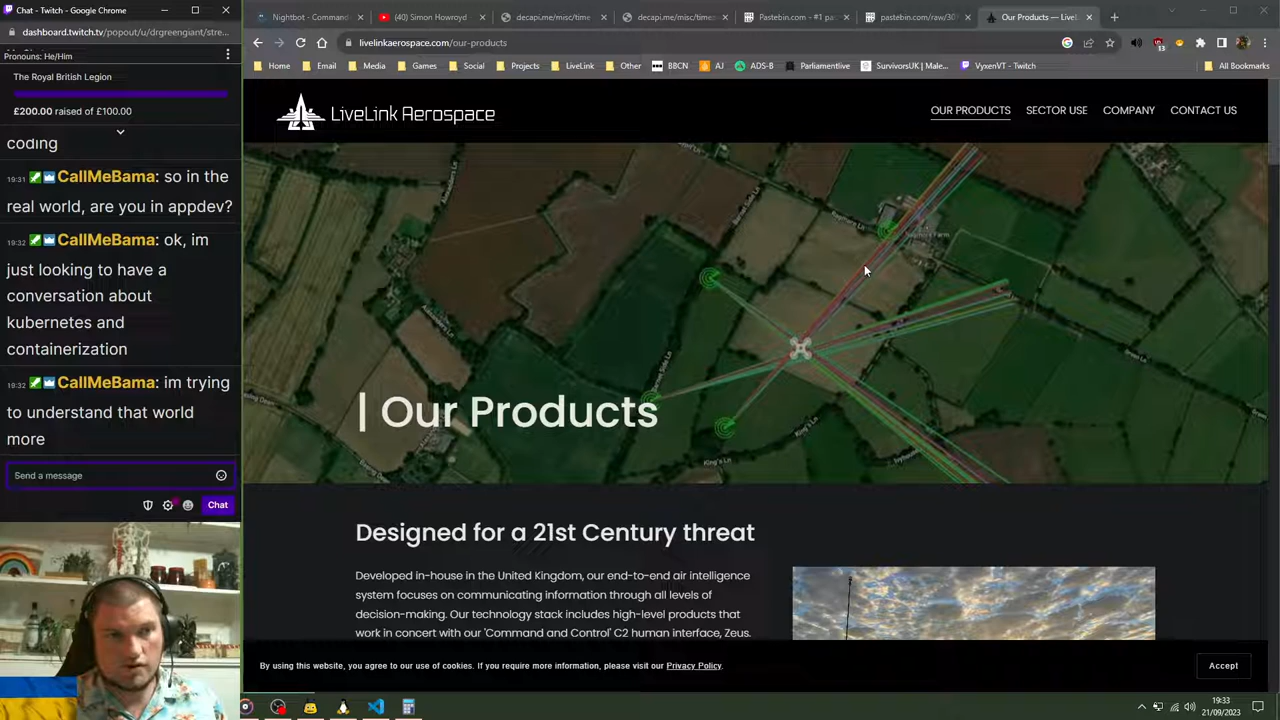 Chat - Twitch - Google Chrome
dashboard.twitch.tv/popout/u/drgreengiant/stre...
Pronouns: He/Him
The Royal British Legion
£200.00 raised of £100.00
coding
19:31 CallMeBama: so in the
real world, are you in appdev?
19:32 CallMeBama: ok, im
just looking to have a
conversation about
kubernetes and
containerization
19:32 CallMeBama: im trying
to understand that world
more
Send a message
Chat
Nightbot - Command
(40) Simon Howroyd
decapi.me/misc/time
decapi.me/misc/time
Pastebin.com - #1 pa
pastebin.com/raw/30
Our Products — LiveL
livelinkaerospace.com/our-products
Home
Email
Media
Games
Social
Projects
LiveLink
Other
BBCN
AJ
ADS-B
Parliamentlive
SurvivorsUK | Male...
VyxenVT - Twitch
All Bookmarks
LiveLink Aerospace
OUR PRODUCTS
SECTOR USE
COMPANY
CONTACT US
| Our Products
Designed for a 21st Century threat
Developed in-house in the United Kingdom, our end-to-end air intelligence
system focuses on communicating information through all levels of
decision-making. Our technology stack includes high-level products that
work in concert with our 'Command and Control' C2 human interface, Zeus.
By using this website, you agree to our use of cookies. If you require more information, please visit our Privacy Policy.
Accept
19:33
21/09/2023